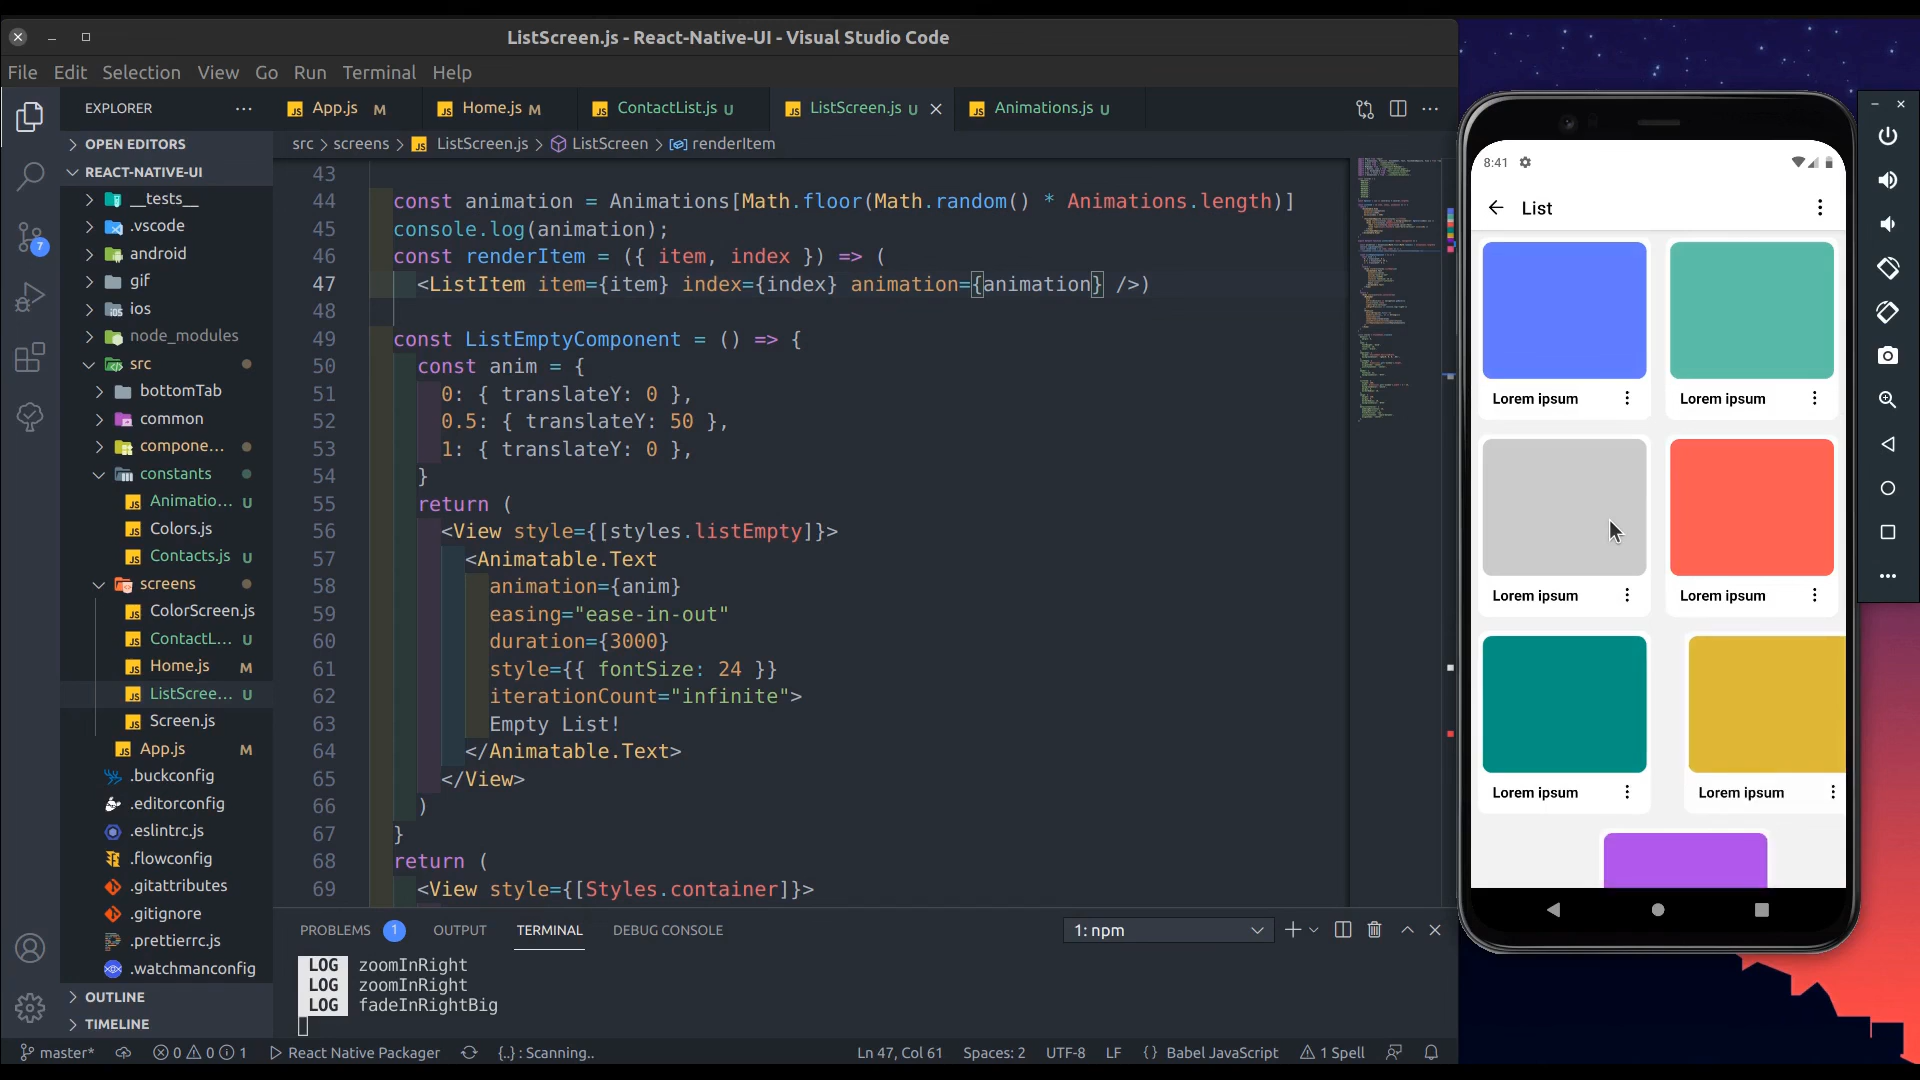 ListScreen.js - React-Native-UI - Visual Studio Code
File Edit Selection View Go Run Terminal Help
EXPLORER
App.js M
Home.js M
ContactList.js U
ListScreen.js U
Animations.js U
src > screens > JS ListScreen.js > ListScreen > renderItem
OPEN EDITORS
REACT-NATIVE-UI
__tests__
.vscode
android
gif
ios
node_modules
src
bottomTab
common
compone...
constants
Animatio... U
Colors.js
Contacts.js U
screens
ColorScreen.js
ContactL... U
Home.js M
ListScree... U
Screen.js
App.js M
.buckconfig
.editorconfig
.eslintrc.js
.flowconfig
.gitattributes
.gitignore
.prettierrc.js
.watchmanconfig
OUTLINE
TIMELINE
43
44 const animation = Animations[Math.floor(Math.random() * Animations.length)]
45 console.log(animation);
46 const renderItem = ({ item, index }) => (
47 <ListItem item={item} index={index} animation={animation} />)
48
49 const ListEmptyComponent = () => {
50 const anim = {
51 0: { translateY: 0 },
52 0.5: { translateY: 50 },
53 1: { translateY: 0 },
54 }
55 return (
56 <View style={[styles.listEmpty]}>
57 <Animatable.Text
58 animation={anim}
59 easing="ease-in-out"
60 duration={3000}
61 style={{ fontSize: 24 }}
62 iterationCount="infinite">
63 Empty List!
64 </Animatable.Text>
65 </View>
66 )
67 }
68 return (
69 <View style={[Styles.container]}>
PROBLEMS 1 OUTPUT TERMINAL DEBUG CONSOLE 1: npm
LOG zoomInRight
LOG zoomInRight
LOG fadeInRightBig
7
master* 0 0 1 React Native Packager {..} : Scanning.. Ln 47, Col 61 Spaces: 2 UTF-8 LF {} Babel JavaScript 1 Spell
8:41
List
Lorem ipsum
Lorem ipsum
Lorem ipsum
Lorem ipsum
Lorem ipsum
Lorem ipsum